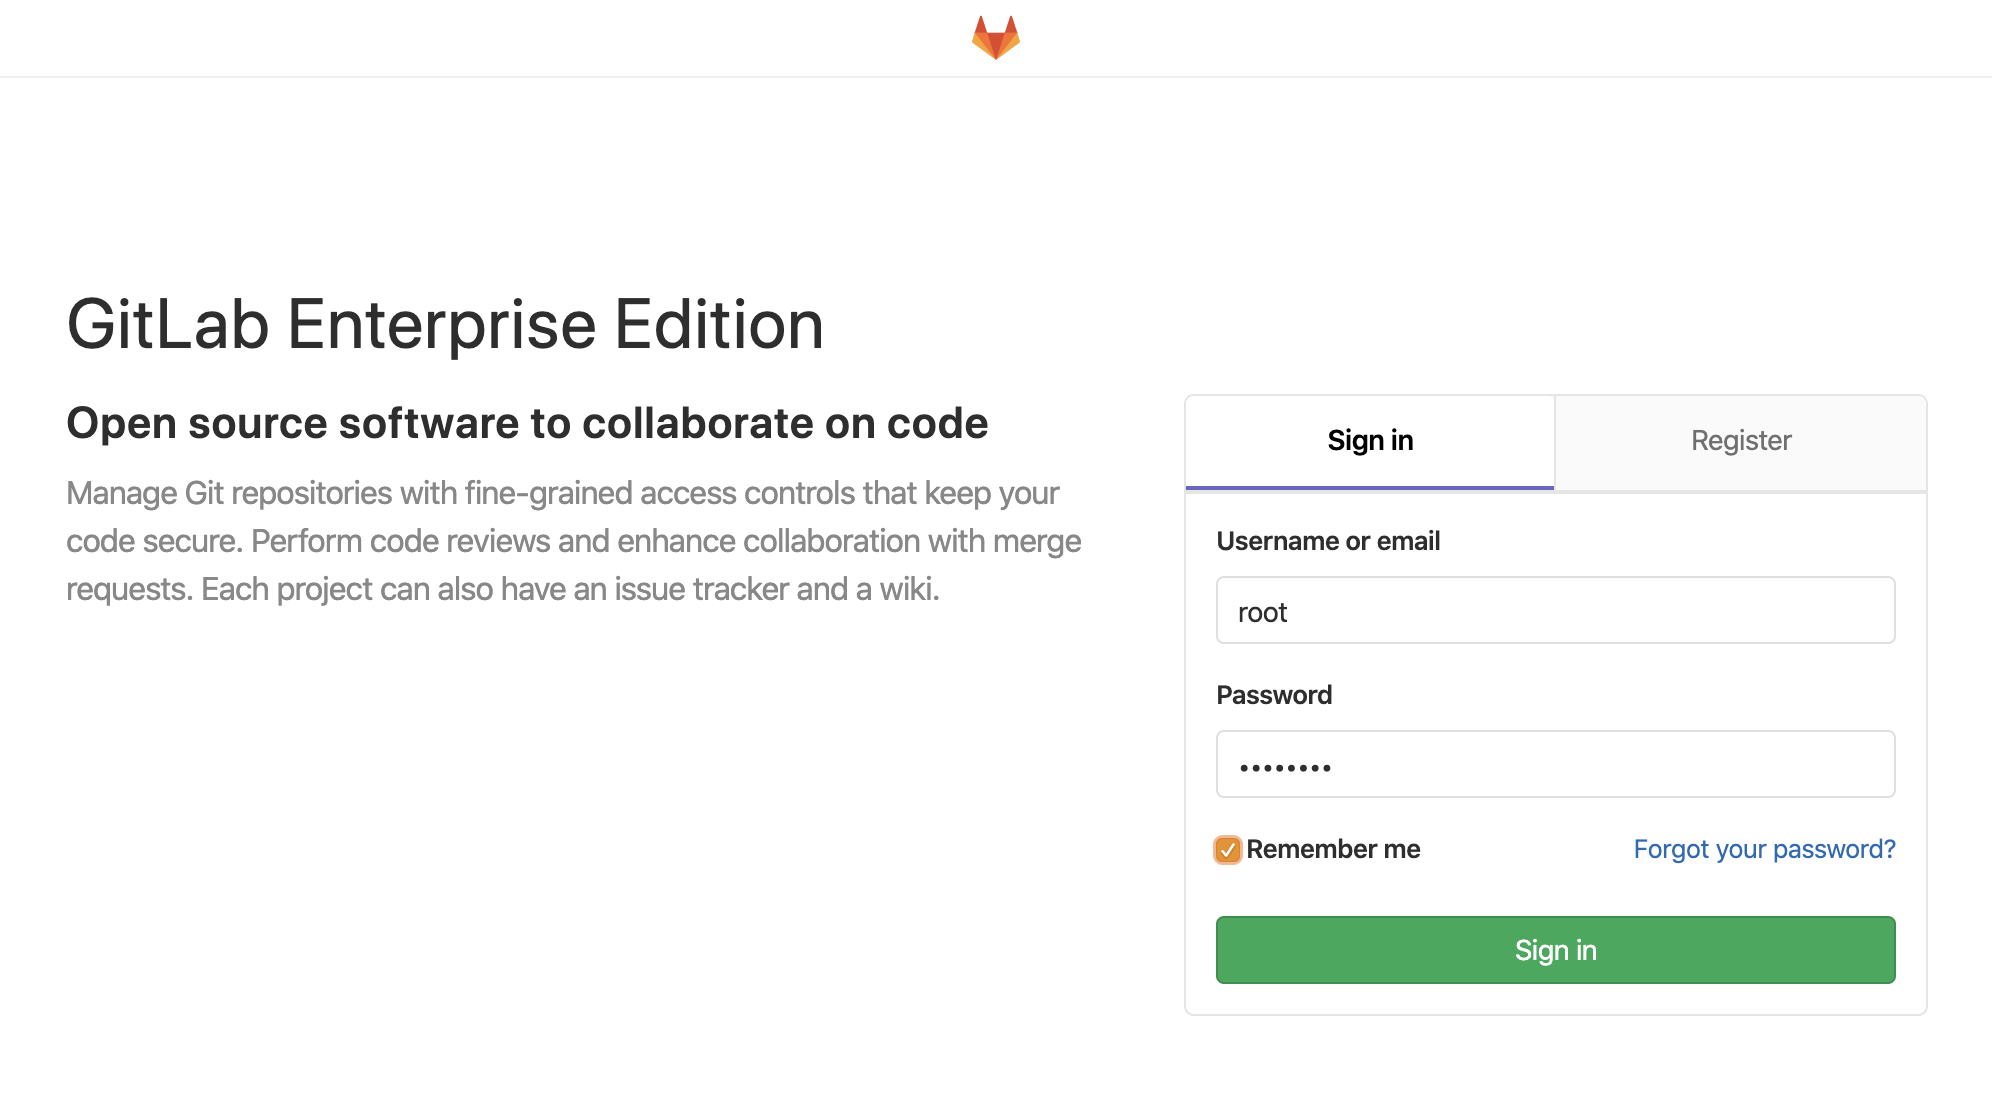 GitLab Enterprise Edition
Open source software to collaborate on code
Manage Git repositories with fine-grained access controls that keep your
code secure. Perform code reviews and enhance collaboration with merge
requests. Each project can also have an issue tracker and a wiki.
Sign in
Register
Username or email
root
Password
••••••••
Remember me
Forgot your password?
Sign in